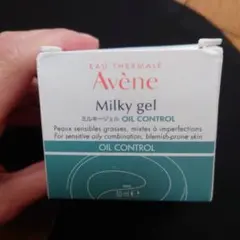 EAU THERMALE
Avène
Milky gel
ミルキージェル OIL CONTROL
Peaux sensibles grasses, mixtes à imperfections
For sensitive oily combination, blemish-prone skin
OIL CONTROL